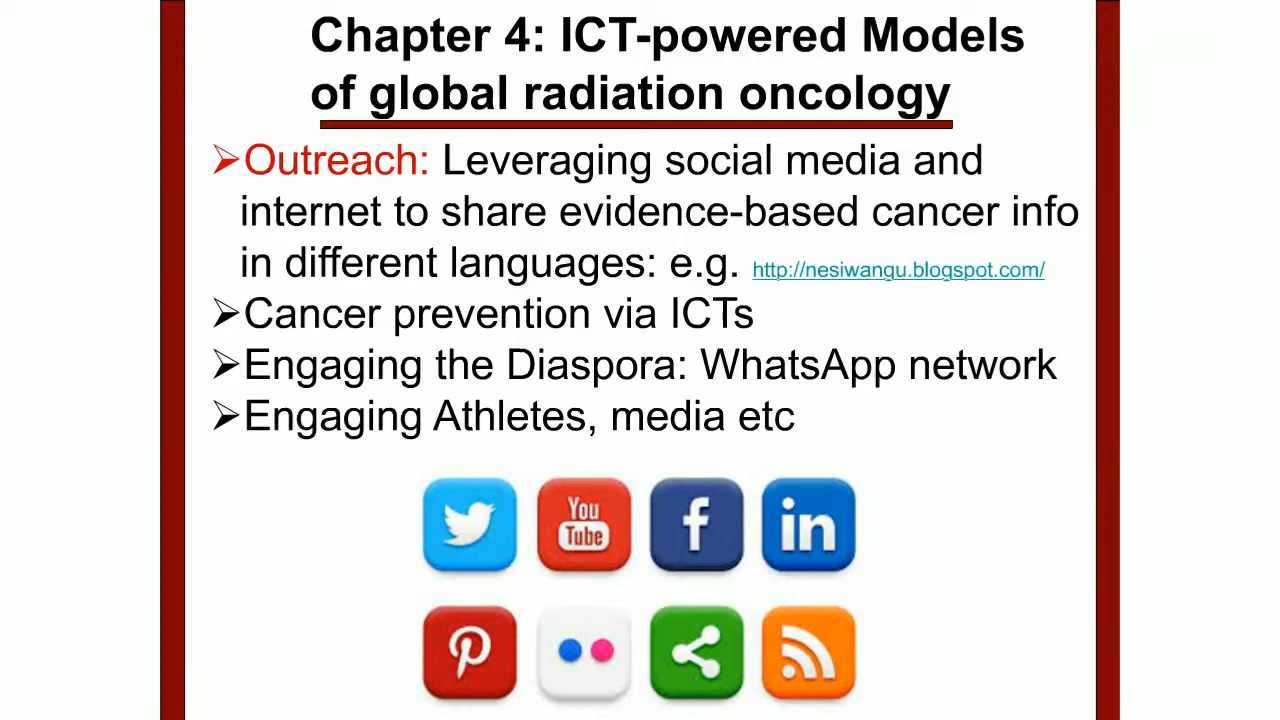 Chapter 4: ICT-powered Models
of global radiation oncology
Outreach: Leveraging social media and
internet to share evidence-based cancer info
in different languages: e.g. http://nesiwangu.blogspot.com/
Cancer prevention via ICTs
Engaging the Diaspora: WhatsApp network
Engaging Athletes, media etc
You
Tube
f
in